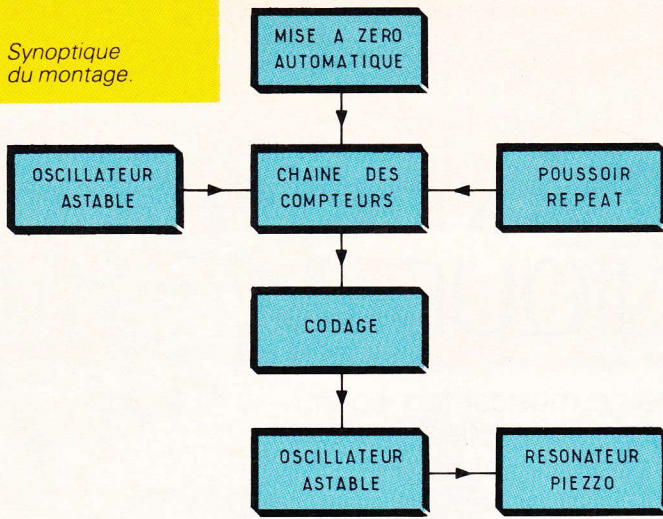 Synoptique
du montage.
MISE A ZERO
AUTOMATIQUE
OSCILLATEUR
ASTABLE
CHAINE DES
COMPTEURS
POUSSOIR
REPEAT
CODAGE
OSCILLATEUR
ASTABLE
RESONATEUR
PIEZZO